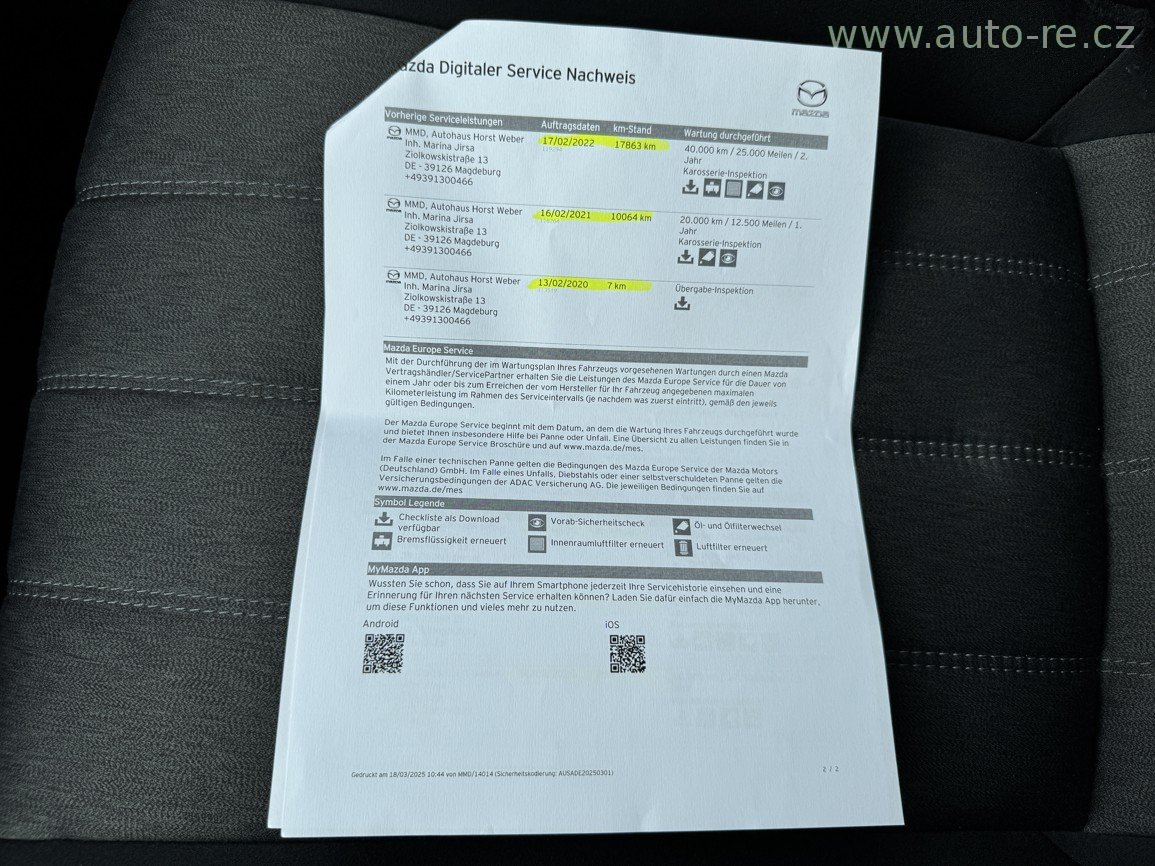 www.auto-re.cz
azda Digitaler Service Nachweis
mazda
Vorherige Serviceleistungen Auftragsdaten km-Stand Wartung durchgeführt
MMD, Autohaus Horst Weber 17/02/2022 17863 km 40.000 km / 25.000 Meilen / 2.
Inh. Marina Jirsa Jahr
Ziolkowskistraße 13 Karosserie-Inspektion
DE - 39126 Magdeburg
+49391300466
MMD, Autohaus Horst Weber 16/02/2021 10064 km 20.000 km / 12.500 Meilen / 1.
Inh. Marina Jirsa Jahr
Ziolkowskistraße 13 Karosserie-Inspektion
DE - 39126 Magdeburg
+49391300466
MMD, Autohaus Horst Weber 13/02/2020 7 km Übergabe-Inspektion
Inh. Marina Jirsa
Ziolkowskistraße 13
DE - 39126 Magdeburg
+49391300466
Mazda Europe Service
Mit der Durchführung der im Wartungsplan Ihres Fahrzeugs vorgesehenen Wartungen durch einen Mazda
Vertragshändler/ServicePartner erhalten Sie die Leistungen des Mazda Europe Service für die Dauer von
einem Jahr oder bis zum Erreichen der vom Hersteller für Ihr Fahrzeug angegebenen maximalen
Kilometerleistung im Rahmen des Serviceintervalls (je nachdem was zuerst eintritt), gemäß den jeweils
gültigen Bedingungen.
Der Mazda Europe Service beginnt mit dem Datum, an dem die Wartung Ihres Fahrzeugs durchgeführt wurde
und bietet Ihnen insbesondere Hilfe bei Panne oder Unfall. Eine Übersicht zu allen Leistungen finden Sie in
der Mazda Europe Service Broschüre und auf www.mazda.de/mes.
Im Falle einer technischen Panne gelten die Bedingungen des Mazda Europe Service der Mazda Motors
(Deutschland) GmbH. Im Falle eines Unfalls, Diebstahls oder einer selbstverschuldeten Panne gelten die
Versicherungsbedingungen der ADAC Versicherung AG. Die jeweiligen Bedingungen finden Sie auf
www.mazda.de/mes
Symbol Legende
Checkliste als Download verfügbar Vorab-Sicherheitscheck Öl- und Ölfilterwechsel
Bremsflüssigkeit erneuert Innenraumluftfilter erneuert Luftfilter erneuert
MyMazda App
Wussten Sie schon, dass Sie auf Ihrem Smartphone jederzeit Ihre Servicehistorie einsehen und eine
Erinnerung für Ihren nächsten Service erhalten können? Laden Sie dafür einfach die MyMazda App herunter,
um diese Funktionen und vieles mehr zu nutzen.
Android iOS
Gedruckt am 18/03/2025 10:44 von MMD/14014 (Sicherheitskodierung: AUSADE20250301) 2 / 2